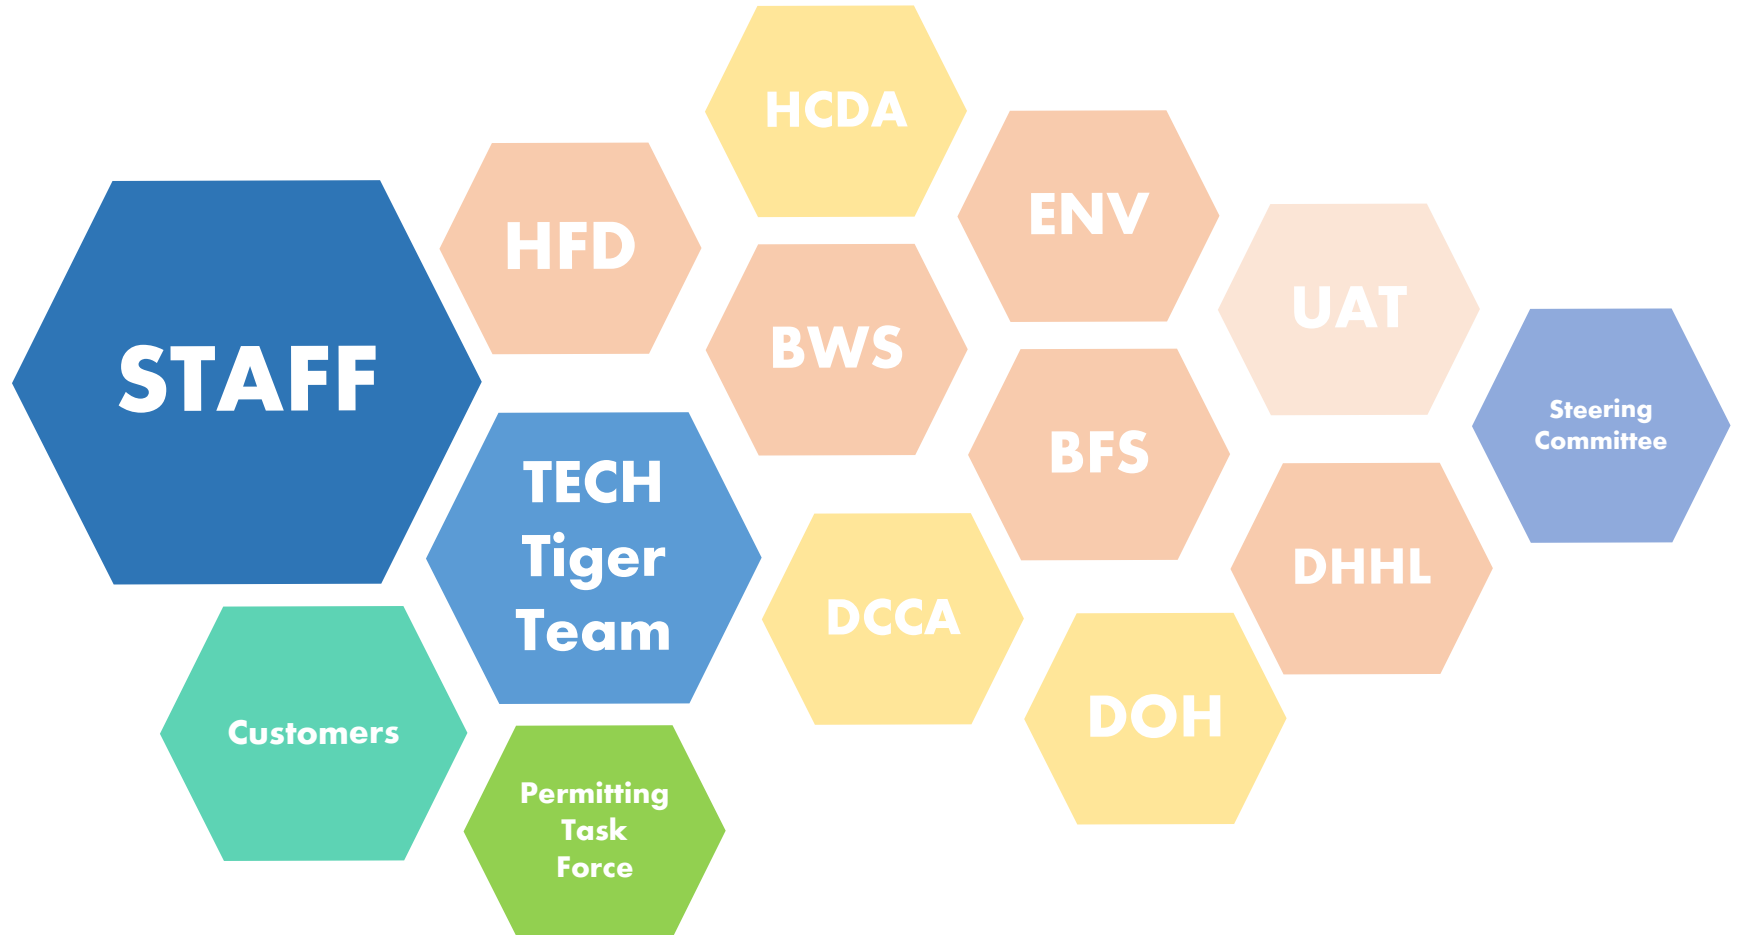 HCDA
ENV
HFD
UAT
BWS
STAFF
Steering
Committee
BFS
TECH
Tiger
Team
DHHL
DCCA
DOH
Customers
Permitting
Task
Force